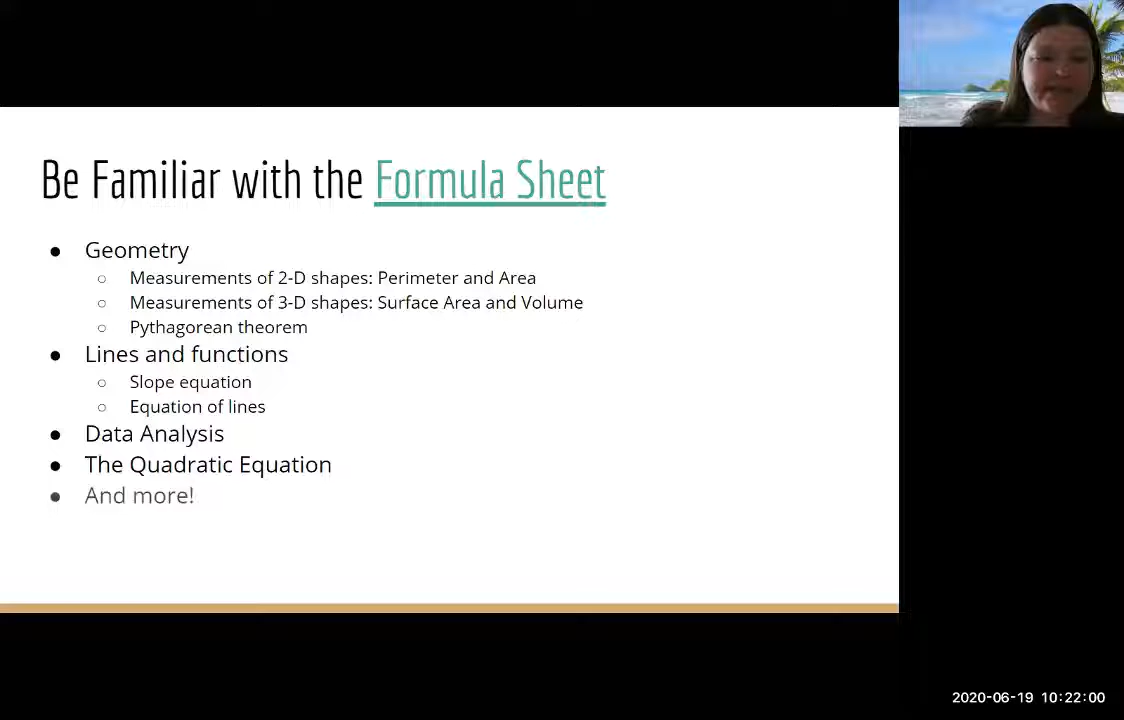 Be Familiar with the Formula Sheet
● Geometry
○ Measurements of 2-D shapes: Perimeter and Area
○ Measurements of 3-D shapes: Surface Area and Volume
○ Pythagorean theorem
● Lines and functions
○ Slope equation
○ Equation of lines
● Data Analysis
● The Quadratic Equation
● And more!
2020-06-19 10:22:00